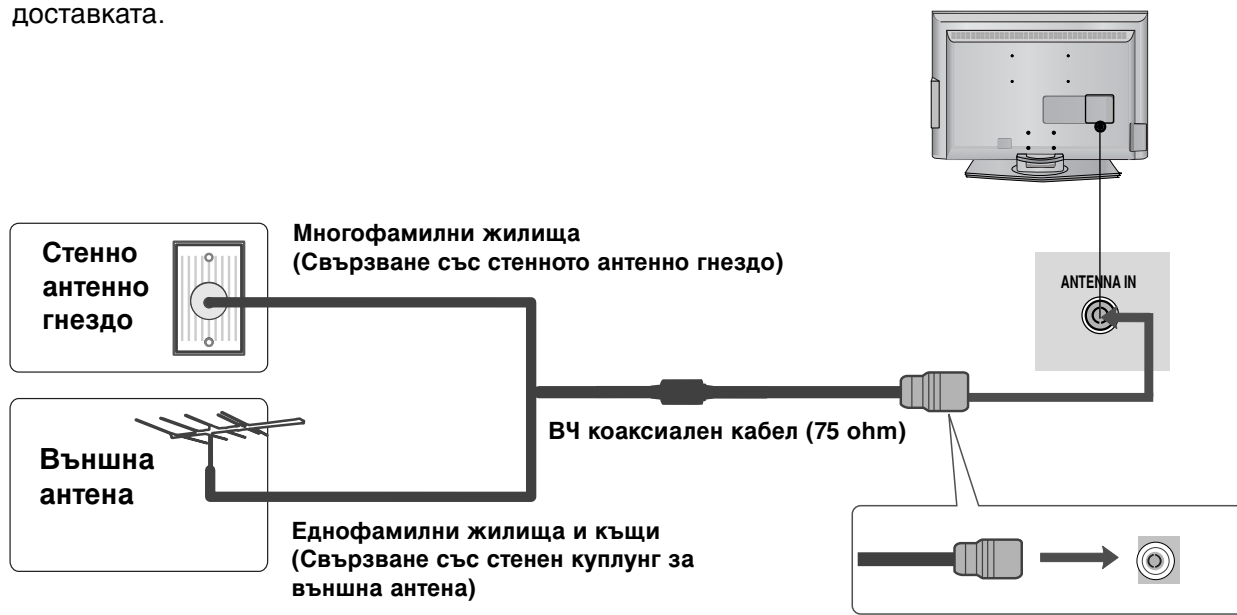 доставката.
Стенно
антенно
гнездо
Многофамилни жилища
(Свързване със стенното антенно гнездо)
ANTENNA IN
ВЧ коаксиален кабел (75 ohm)
Външна
антена
Еднофамилни жилища и къщи
(Свързване със стенен куплунг за
външна антена)